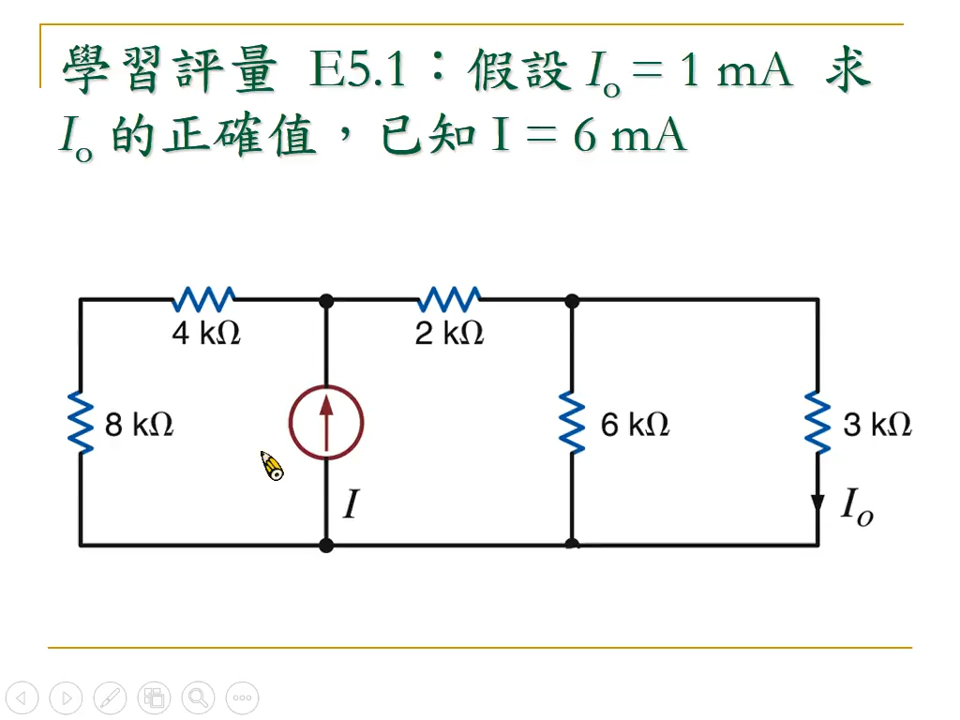 學習評量 E5.1：假設 Io = 1 mA 求
Io 的正確值，已知 I = 6 mA
4 kΩ
2 kΩ
8 kΩ
6 kΩ
3 kΩ
I
Io